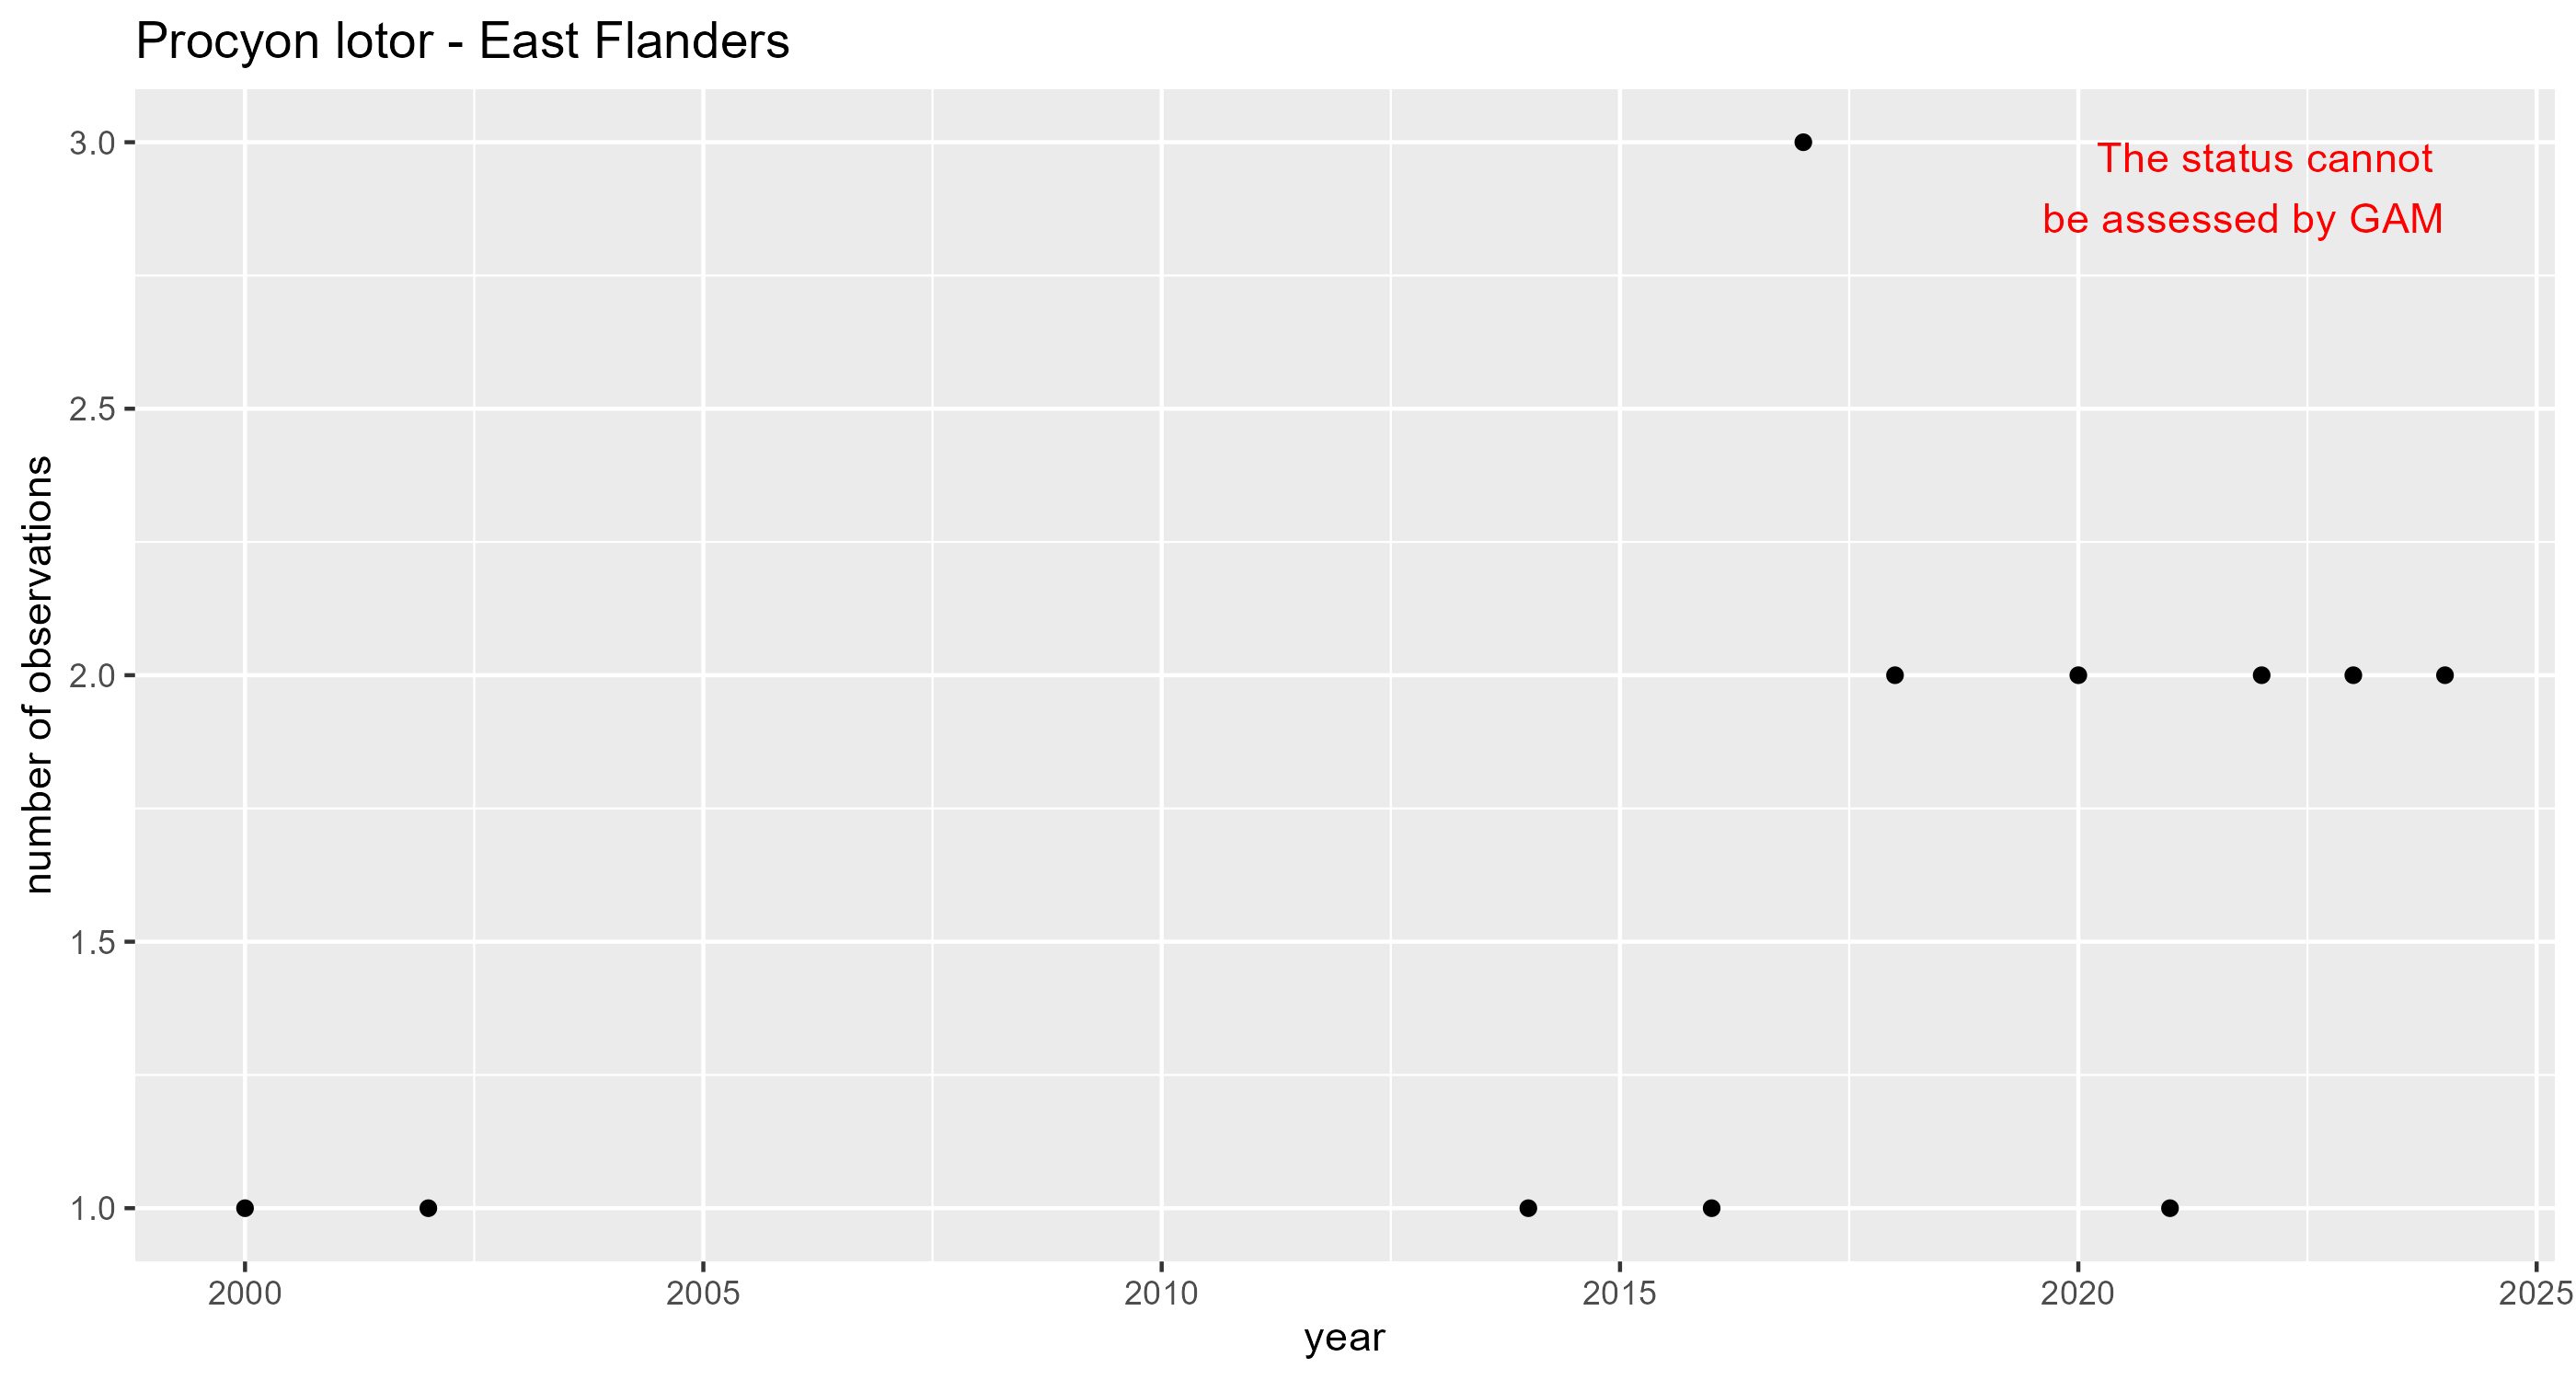 Procyon lotor - East Flanders
The status cannot
be assessed by GAM
number of observations
3.0
2.5
2.0
1.5
1.0
2000
2005
2010
2015
2020
2025
year